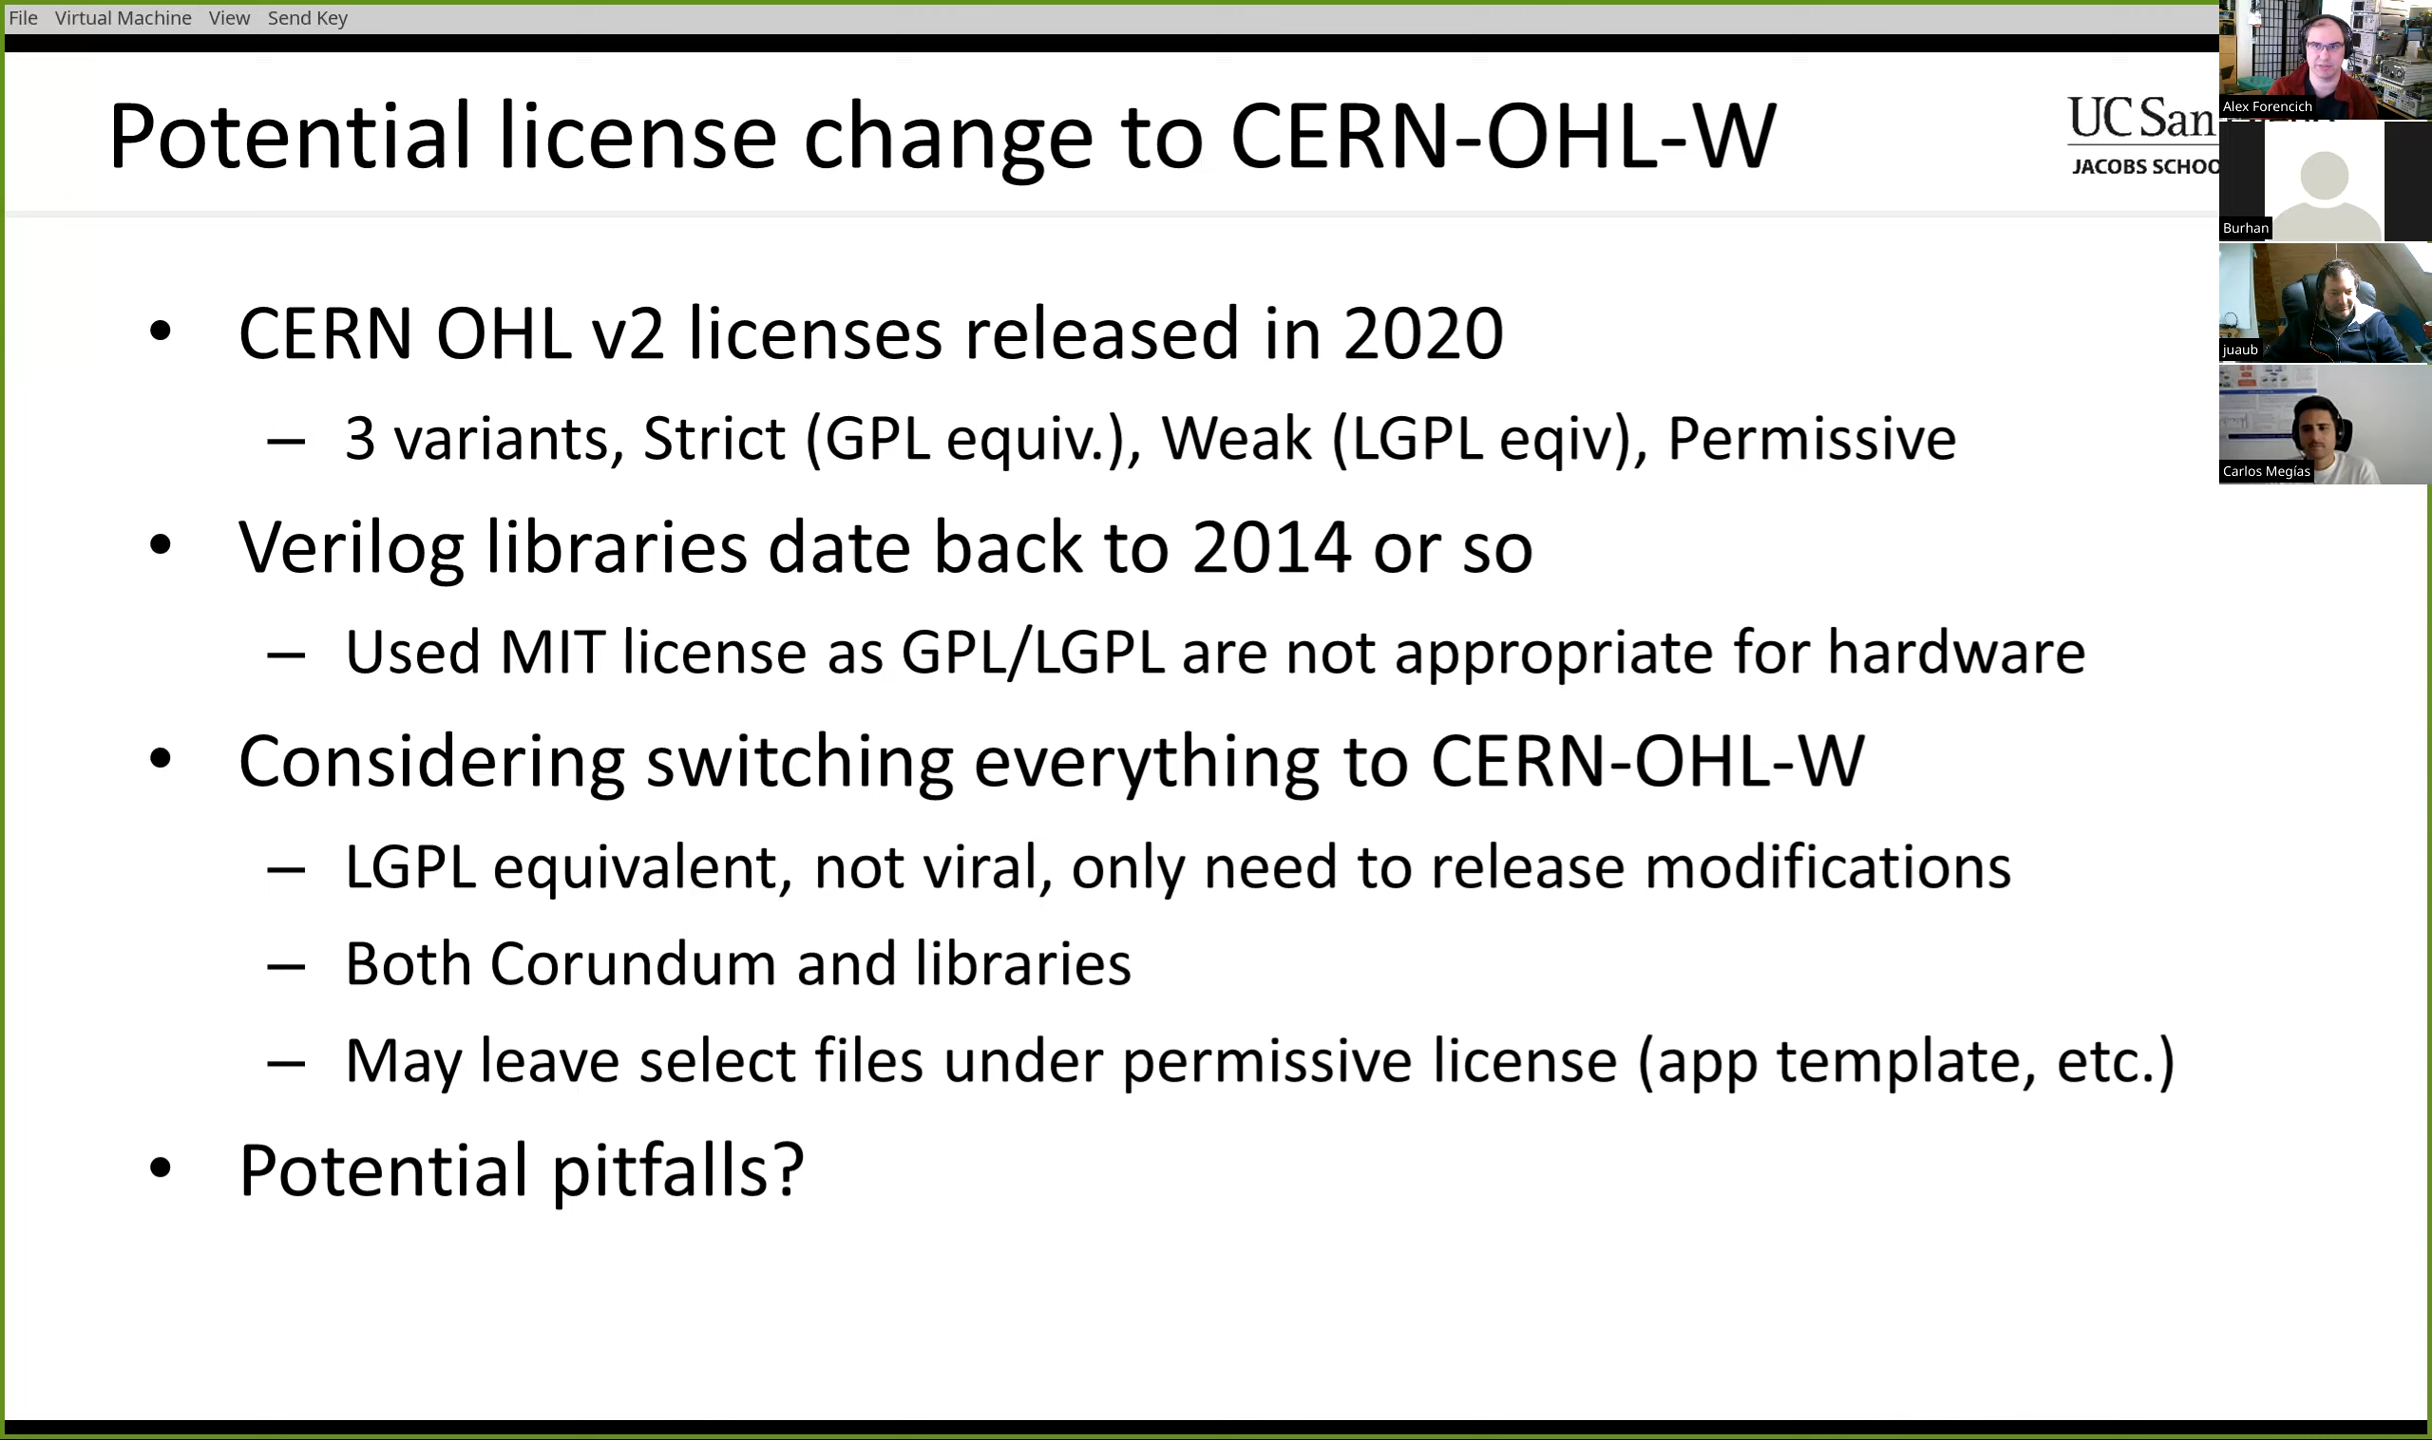 File Virtual Machine View Send Key
Potential license change to CERN-OHL-W
UC San
JACOBS SCHOO
• CERN OHL v2 licenses released in 2020
– 3 variants, Strict (GPL equiv.), Weak (LGPL eqiv), Permissive
• Verilog libraries date back to 2014 or so
– Used MIT license as GPL/LGPL are not appropriate for hardware
• Considering switching everything to CERN-OHL-W
– LGPL equivalent, not viral, only need to release modifications
– Both Corundum and libraries
– May leave select files under permissive license (app template, etc.)
• Potential pitfalls?
Alex Forencich
Burhan
juaub
Carlos Megías